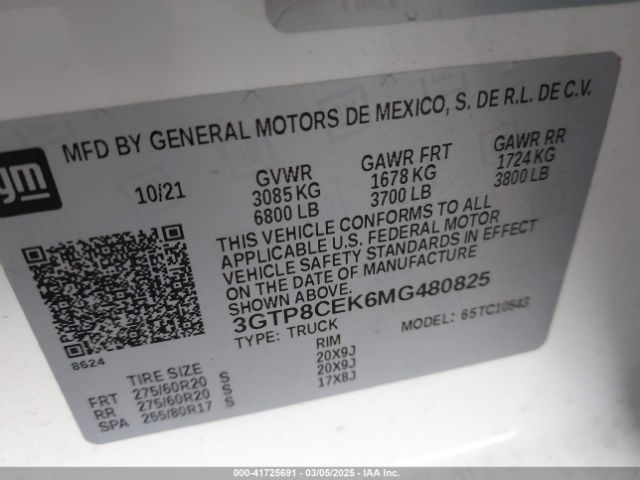 MFD BY GENERAL MOTORS DE MEXICO, S. DE R.L. DE C.V.
gm
10/21
GVWR
3085 KG
6800 LB
GAWR FRT
1678 KG
3700 LB
GAWR RR
1724 KG
3800 LB
THIS VEHICLE CONFORMS TO ALL
APPLICABLE U.S. FEDERAL MOTOR
VEHICLE SAFETY STANDARDS IN EFFECT
ON THE DATE OF MANUFACTURE
SHOWN ABOVE.
3GTP8CEK6MG480825
TYPE: TRUCK
MODEL: 65TC10543
8624
TIRE SIZE
RIM
FRT 275/60R20 S 20X9J
RR 275/60R20 S 20X9J
SPA 255/80R17 S 17X8J
000-41725691 - 03/05/2025 - IAA Inc.